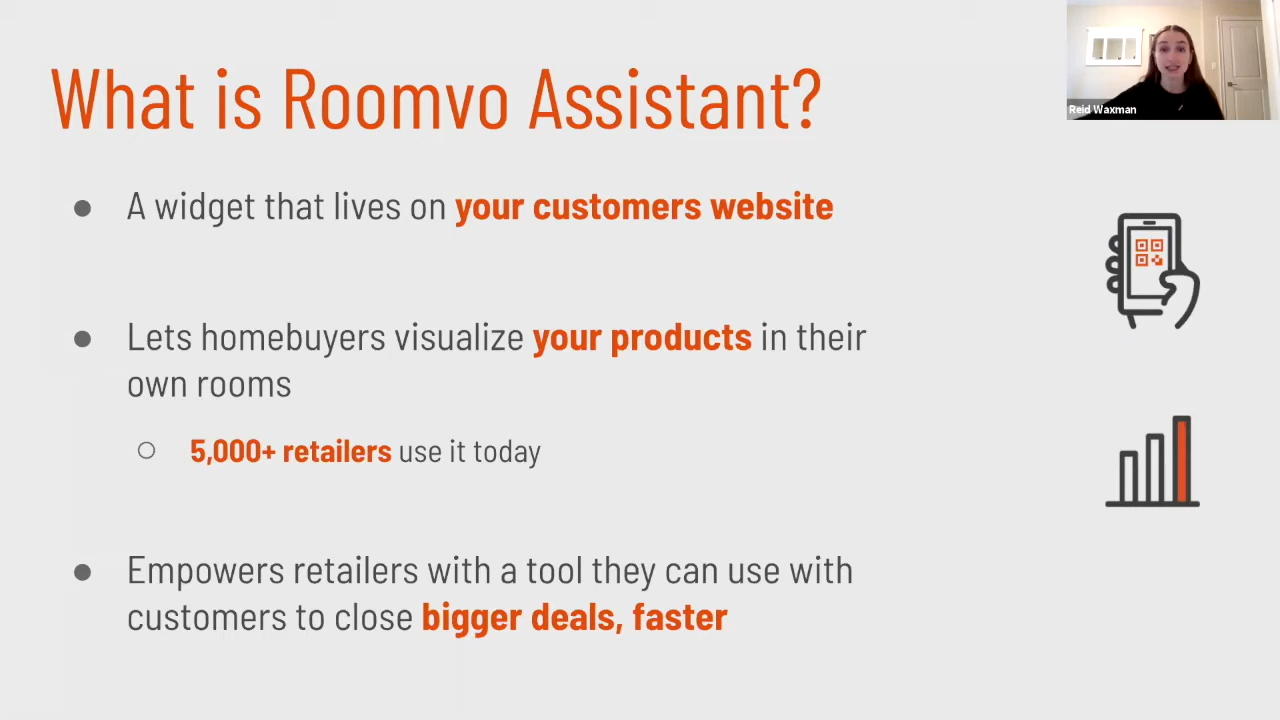 What is Roomvo Assistant?
Reid Waxman
● A widget that lives on your customers website
● Lets homebuyers visualize your products in their
own rooms
○ 5,000+ retailers use it today
● Empowers retailers with a tool they can use with
customers to close bigger deals, faster